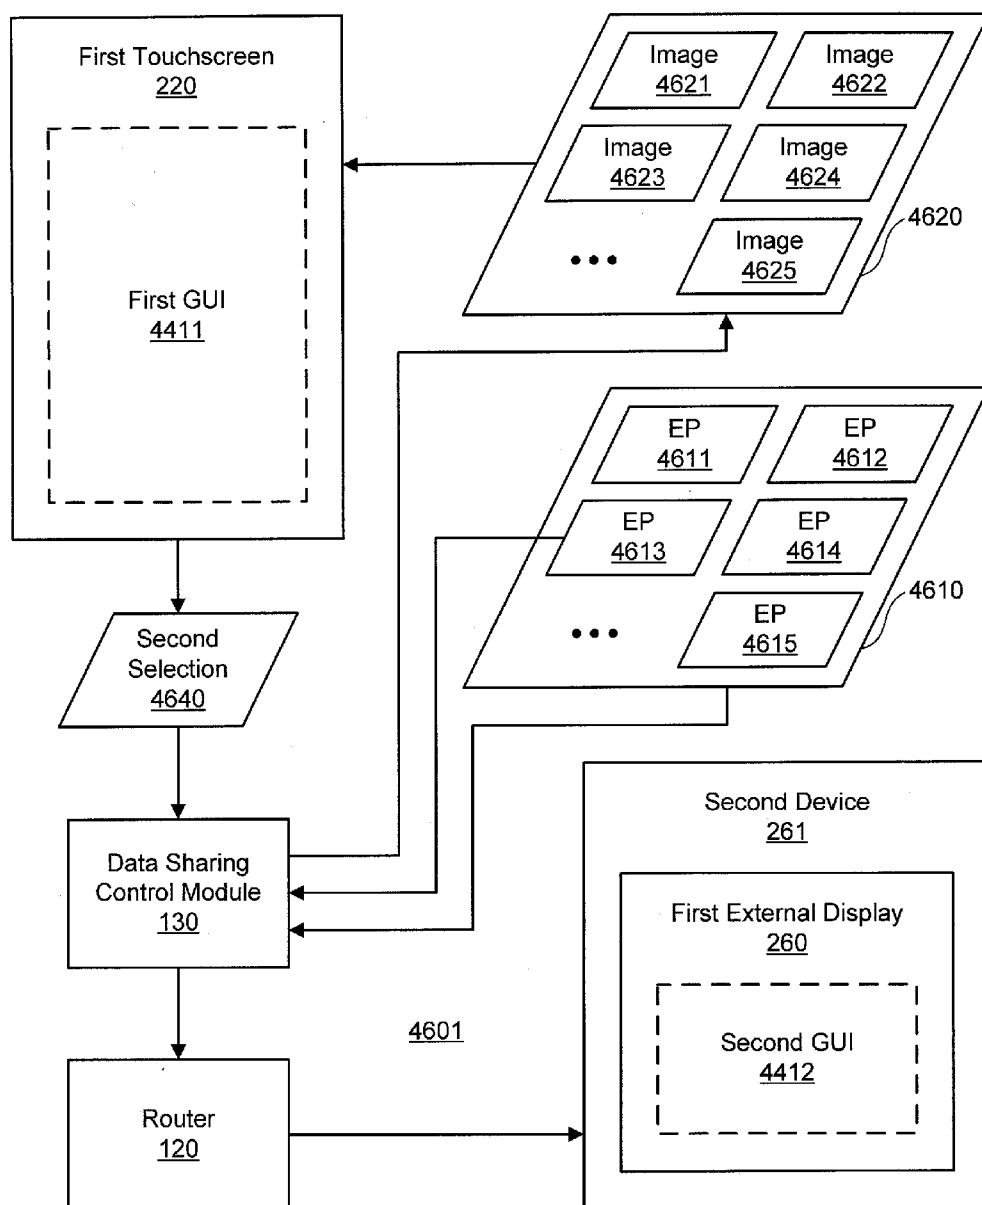 First Touchscreen
220
First GUI
4411
Image
4621
Image
4622
Image
4623
Image
4624
• • •
Image
4625
4620
EP
4611
EP
4612
EP
4613
EP
4614
• • •
EP
4615
4610
Second
Selection
4640
Data Sharing
Control Module
130
Router
120
4601
Second Device
261
First External Display
260
Second GUI
4412